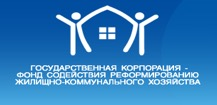 ГОСУДАРСТВЕННАЯ КОРПОРАЦИЯ -
ФОНД СОДЕЙСТВИЯ РЕФОРМИРОВАНИЮ
ЖИЛИЩНО-КОММУНАЛЬНОГО ХОЗЯЙСТВА